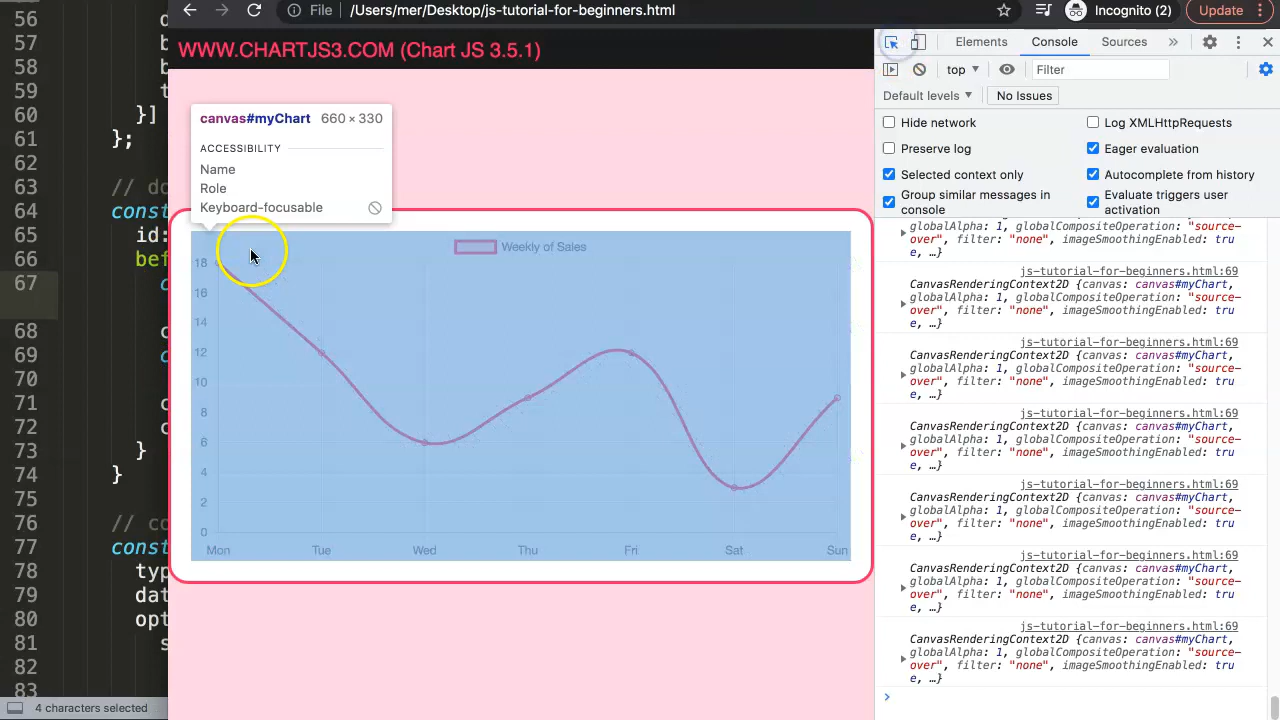 56 d
57 b
58 b
59 t
60 }]
61 };
62
63 // do
64 const
65 id:
66 bef
67 c
68 c
69 c
70
71 c
72 c
73 }
74 }
75
76 // co
77 const
78 typ
79 dat
80 opt
81 s
82
83
4 characters selected
File | /Users/mer/Desktop/js-tutorial-for-beginners.html
Incognito (2)
Update
WWW.CHARTJS3.COM (Chart JS 3.5.1)
canvas#myChart 660 × 330
ACCESSIBILITY
Name
Role
Keyboard-focusable
Weekly of Sales
18
16
14
12
10
8
6
4
2
0
Mon Tue Wed Thu Fri Sat Sun
Elements Console Sources »
top ▼ Filter
Default levels ▼ No Issues
Hide network Log XMLHttpRequests
Preserve log Eager evaluation
Selected context only Autocomplete from history
Group similar messages in console Evaluate triggers user activation
globalAlpha: 1, globalCompositeOperation: "source-
over", filter: "none", imageSmoothingEnabled: tru
e, …}
js-tutorial-for-beginners.html:69
CanvasRenderingContext2D {canvas: canvas#myChart,
globalAlpha: 1, globalCompositeOperation: "source-
over", filter: "none", imageSmoothingEnabled: tru
e, …}
js-tutorial-for-beginners.html:69
CanvasRenderingContext2D {canvas: canvas#myChart,
globalAlpha: 1, globalCompositeOperation: "source-
over", filter: "none", imageSmoothingEnabled: tru
e, …}
js-tutorial-for-beginners.html:69
CanvasRenderingContext2D {canvas: canvas#myChart,
globalAlpha: 1, globalCompositeOperation: "source-
over", filter: "none", imageSmoothingEnabled: tru
e, …}
js-tutorial-for-beginners.html:69
CanvasRenderingContext2D {canvas: canvas#myChart,
globalAlpha: 1, globalCompositeOperation: "source-
over", filter: "none", imageSmoothingEnabled: tru
e, …}
js-tutorial-for-beginners.html:69
CanvasRenderingContext2D {canvas: canvas#myChart,
globalAlpha: 1, globalCompositeOperation: "source-
over", filter: "none", imageSmoothingEnabled: tru
e, …}
js-tutorial-for-beginners.html:69
CanvasRenderingContext2D {canvas: canvas#myChart,
globalAlpha: 1, globalCompositeOperation: "source-
over", filter: "none", imageSmoothingEnabled: tru
e, …}